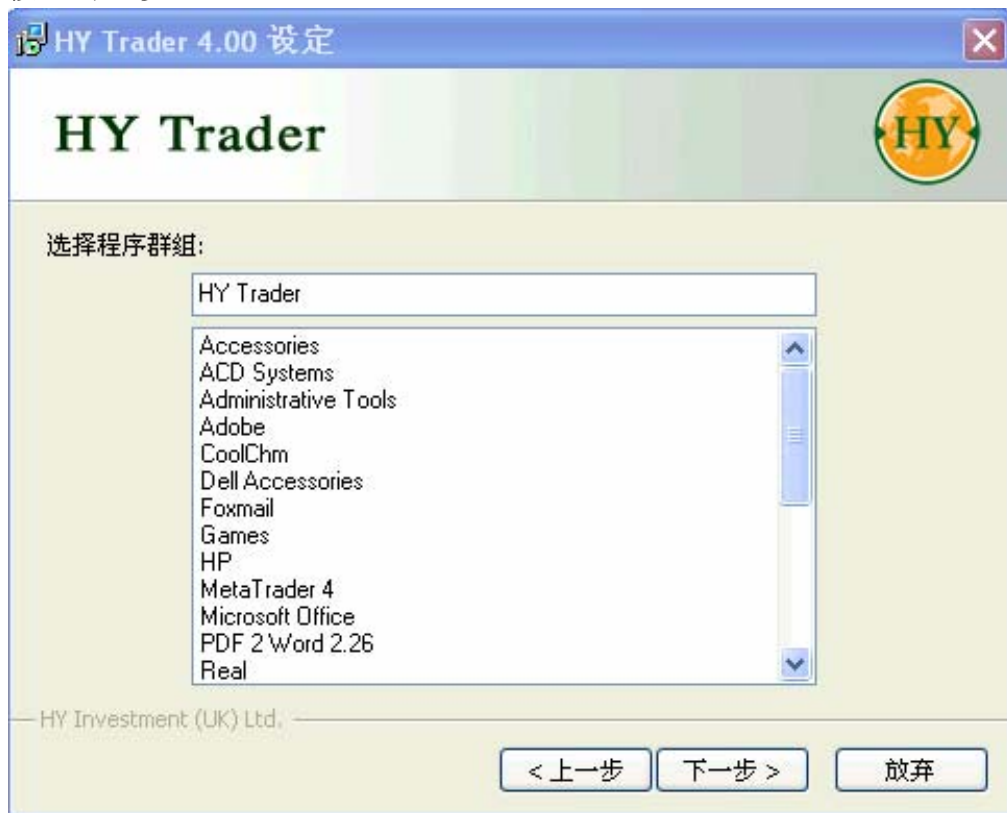 HY Trader 4.00 设定
HY Trader
HY
选择程序群组:
HY Trader
Accessories
ACD Systems
Administrative Tools
Adobe
CoolChm
Dell Accessories
Foxmail
Games
HP
MetaTrader 4
Microsoft Office
PDF 2 Word 2.26
Real
HY Investment (UK) Ltd.
<上一步 下一步> 放弃